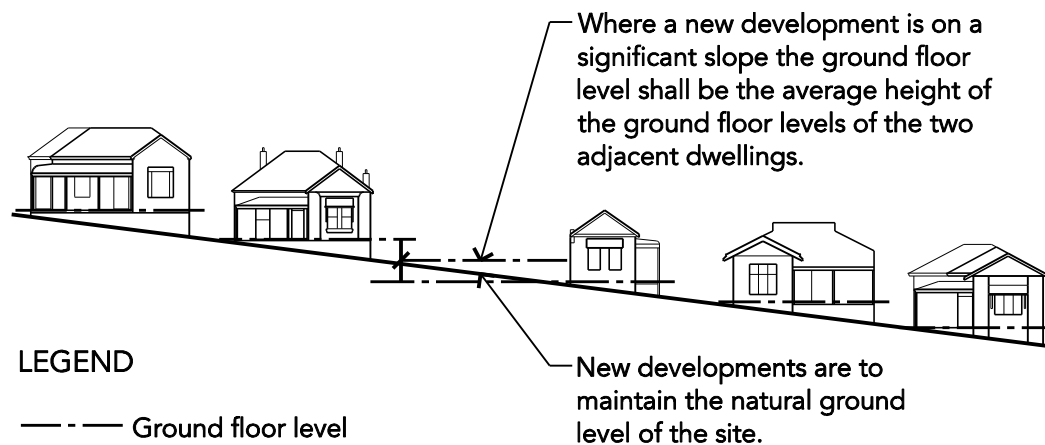 Where a new development is on a
significant slope the ground floor
level shall be the average height of
the ground floor levels of the two
adjacent dwellings.
LEGEND
Ground floor level
New developments are to
maintain the natural ground
level of the site.